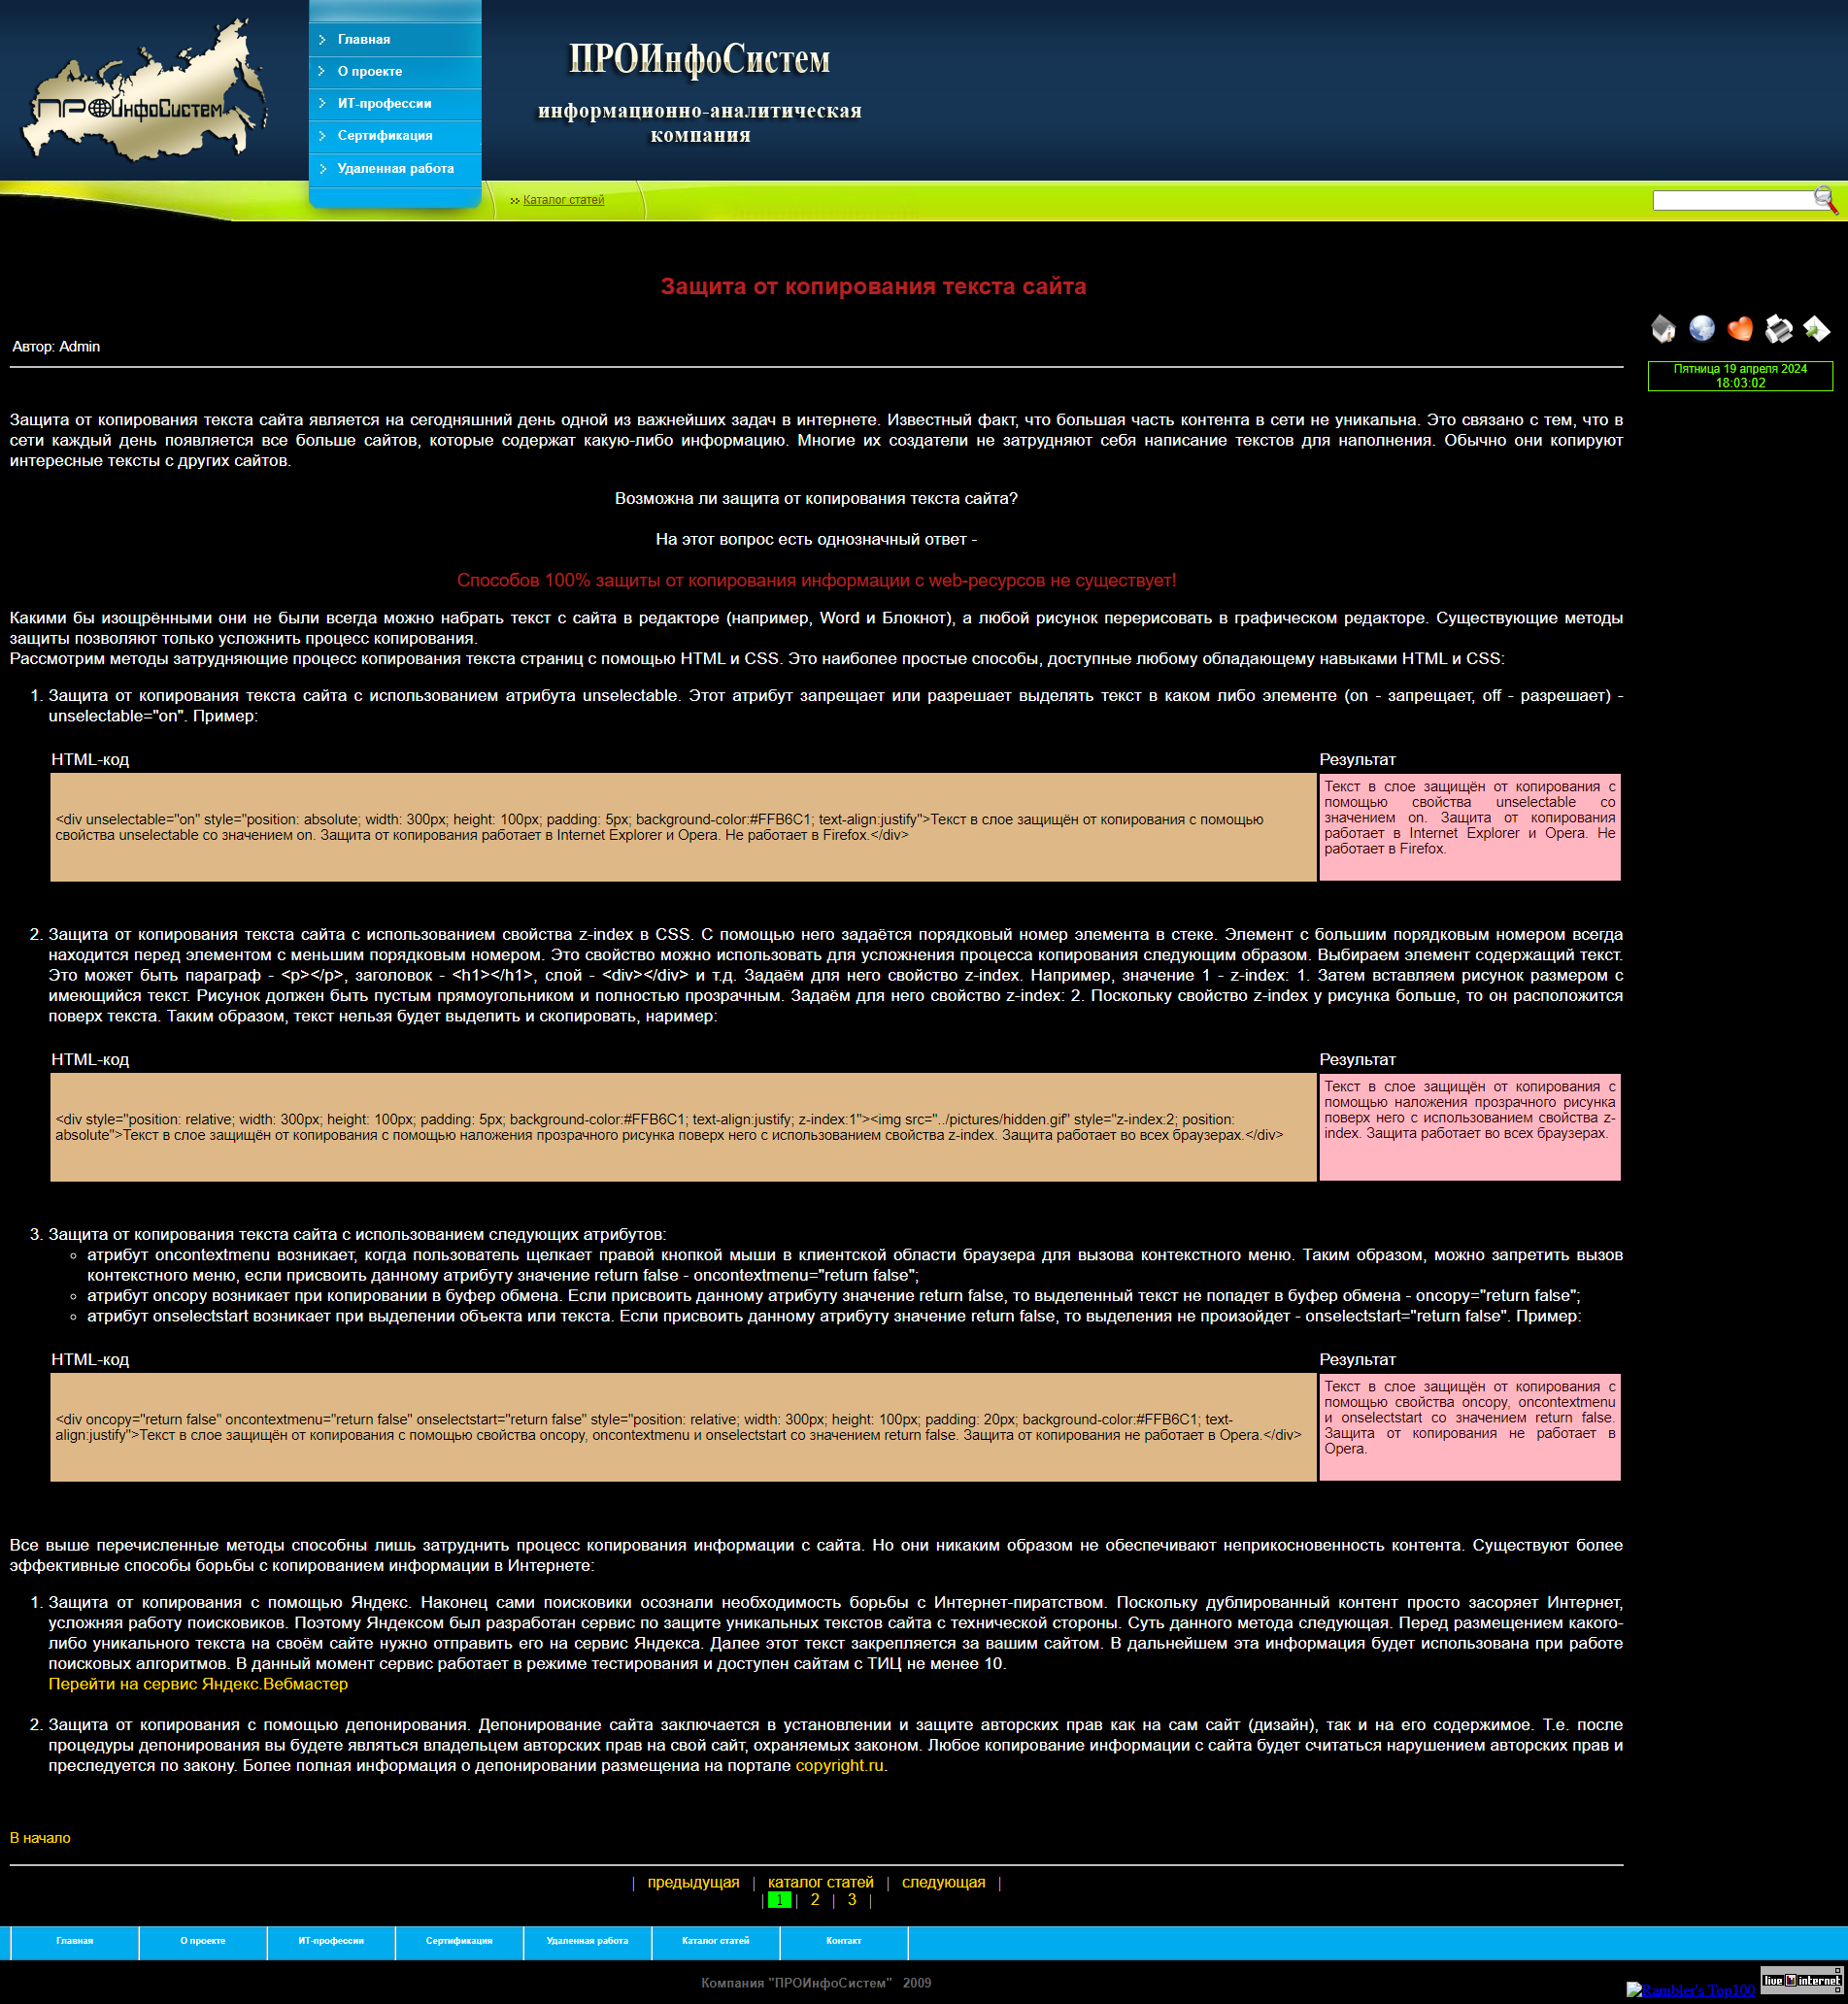 ПРОИнфоСистем
Главная
О проекте
ИТ-профессии
Сертификация
Удаленная работа
ПРОИнфоСистем
информационно-аналитическая
компания
Каталог статей
Защита от копирования текста сайта
Автор: Admin
Пятница 19 апреля 2024
18:03:02
Защита от копирования текста сайта является на сегодняшний день одной из важнейших задач в интернете. Известный факт, что большая часть контента в сети не уникальна. Это связано с тем, что в
сети каждый день появляется все больше сайтов, которые содержат какую-либо информацию. Многие их создатели не затрудняют себя написание текстов для наполнения. Обычно они копируют
интересные тексты с других сайтов.
Возможна ли защита от копирования текста сайта?
На этот вопрос есть однозначный ответ -
Способов 100% защиты от копирования информации с web-ресурсов не существует!
Какими бы изощрёнными они не были всегда можно набрать текст с сайта в редакторе (например, Word и Блокнот), а любой рисунок перерисовать в графическом редакторе. Существующие методы
защиты позволяют только усложнить процесс копирования.
Рассмотрим методы затрудняющие процесс копирования текста страниц с помощью HTML и CSS. Это наиболее простые способы, доступные любому обладающему навыками HTML и CSS:
1. Защита от копирования текста сайта с использованием атрибута unselectable. Этот атрибут запрещает или разрешает выделять текст в каком либо элементе (on - запрещает, off - разрешает) -
unselectable="on". Пример:
HTML-код
Результат
<div unselectable="on" style="position: absolute; width: 300px; height: 100px; padding: 5px; background-color:#FFB6C1; text-align:justify">Текст в слое защищён от копирования с помощью
свойства unselectable со значением on. Защита от копирования работает в Internet Explorer и Opera. Не работает в Firefox.</div>
Текст в слое защищён от копирования с
помощью свойства unselectable со
значением on. Защита от копирования
работает в Internet Explorer и Opera. Не
работает в Firefox.
2. Защита от копирования текста сайта с использованием свойства z-index в CSS. С помощью него задаётся порядковый номер элемента в стеке. Элемент с большим порядковым номером всегда
находится перед элементом с меньшим порядковым номером. Это свойство можно использовать для усложнения процесса копирования следующим образом. Выбираем элемент содержащий текст.
Это может быть параграф - <p></p>, заголовок - <h1></h1>, слой - <div></div> и т.д. Задаём для него свойство z-index. Например, значение 1 - z-index: 1. Затем вставляем рисунок размером с
имеющийся текст. Рисунок должен быть пустым прямоугольником и полностью прозрачным. Задаём для него свойство z-index: 2. Поскольку свойство z-index у рисунка больше, то он расположится
поверх текста. Таким образом, текст нельзя будет выделить и скопировать, наример:
HTML-код
Результат
<div style="position: relative; width: 300px; height: 100px; padding: 5px; background-color:#FFB6C1; text-align:justify; z-index:1"><img src="../pictures/hidden.gif" style="z-index:2; position:
absolute">Текст в слое защищён от копирования с помощью наложения прозрачного рисунка поверх него с использованием свойства z-index. Защита работает во всех браузерах.</div>
Текст в слое защищён от копирования с
помощью наложения прозрачного рисунка
поверх него с использованием свойства z-
index. Защита работает во всех браузерах.
3. Защита от копирования текста сайта с использованием следующих атрибутов:
атрибут oncontextmenu возникает, когда пользователь щелкает правой кнопкой мыши в клиентской области браузера для вызова контекстного меню. Таким образом, можно запретить вызов
контекстного меню, если присвоить данному атрибуту значение return false - oncontextmenu="return false";
атрибут oncopy возникает при копировании в буфер обмена. Если присвоить данному атрибуту значение return false, то выделенный текст не попадет в буфер обмена - oncopy="return false";
атрибут onselectstart возникает при выделении объекта или текста. Если присвоить данному атрибуту значение return false, то выделения не произойдет - onselectstart="return false". Пример:
HTML-код
Результат
<div oncopy="return false" oncontextmenu="return false" onselectstart="return false" style="position: relative; width: 300px; height: 100px; padding: 20px; background-color:#FFB6C1; text-
align:justify">Текст в слое защищён от копирования с помощью свойства oncopy, oncontextmenu и onselectstart со значением return false. Защита от копирования не работает в Opera.</div>
Текст в слое защищён от копирования с
помощью свойства oncopy, oncontextmenu
и onselectstart со значением return false.
Защита от копирования не работает в
Opera.
Все выше перечисленные методы способны лишь затруднить процесс копирования информации с сайта. Но они никаким образом не обеспечивают неприкосновенность контента. Существуют более
эффективные способы борьбы с копированием информации в Интернете:
1. Защита от копирования с помощью Яндекс. Наконец сами поисковики осознали необходимость борьбы с Интернет-пиратством. Поскольку дублированный контент просто засоряет Интернет,
усложняя работу поисковиков. Поэтому Яндексом был разработан сервис по защите уникальных текстов сайта с технической стороны. Суть данного метода следующая. Перед размещением какого-
либо уникального текста на своём сайте нужно отправить его на сервис Яндекса. Далее этот текст закрепляется за вашим сайтом. В дальнейшем эта информация будет использована при работе
поисковых алгоритмов. В данный момент сервис работает в режиме тестирования и доступен сайтам с ТИЦ не менее 10.
Перейти на сервис Яндекс.Вебмастер
2. Защита от копирования с помощью депонирования. Депонирование сайта заключается в установлении и защите авторских прав как на сам сайт (дизайн), так и на его содержимое. Т.е. после
процедуры депонирования вы будете являться владельцем авторских прав на свой сайт, охраняемых законом. Любое копирование информации с сайта будет считаться нарушением авторских прав и
преследуется по закону. Более полная информация о депонировании размещениа на портале copyright.ru.
В начало
| предыдущая | каталог статей | следующая |
| 1 | 2 | 3 |
Главная
О проекте
ИТ-профессии
Сертификация
Удаленная работа
Каталог статей
Контакт
Компания "ПРОИнфоСистем" 2009
Rambler's Top100
live internet